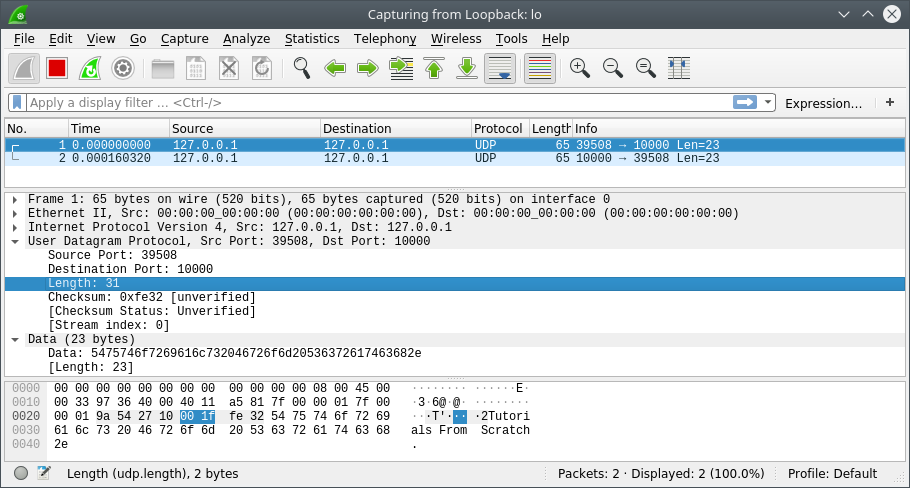 Capturing from Loopback: lo
File Edit View Go Capture Analyze Statistics Telephony Wireless Tools Help
Apply a display filter ... <Ctrl-/> Expression... +
No. Time Source Destination Protocol Length Info
1 0.000000000 127.0.0.1 127.0.0.1 UDP 65 39508 → 10000 Len=23
2 0.000160320 127.0.0.1 127.0.0.1 UDP 65 10000 → 39508 Len=23
Frame 1: 65 bytes on wire (520 bits), 65 bytes captured (520 bits) on interface 0
Ethernet II, Src: 00:00:00_00:00:00 (00:00:00:00:00:00), Dst: 00:00:00_00:00:00 (00:00:00:00:00:00)
Internet Protocol Version 4, Src: 127.0.0.1, Dst: 127.0.0.1
User Datagram Protocol, Src Port: 39508, Dst Port: 10000
Source Port: 39508
Destination Port: 10000
Length: 31
Checksum: 0xfe32 [unverified]
[Checksum Status: Unverified]
[Stream index: 0]
Data (23 bytes)
Data: 5475746f7269616c732046726f6d20536372617463682e
[Length: 23]
0000 00 00 00 00 00 00 00 00 00 00 00 00 08 00 45 00 ········ ······E·
0010 00 33 97 36 40 00 40 11 a5 81 7f 00 00 01 7f 00 ·3·6@·@· ········
0020 00 01 9a 54 27 10 00 1f fe 32 54 75 74 6f 72 69 ···T'··· ·2Tutori
0030 61 6c 73 20 46 72 6f 6d 20 53 63 72 61 74 63 68 als From Scratch
0040 2e .
Length (udp.length), 2 bytes Packets: 2 · Displayed: 2 (100.0%) Profile: Default